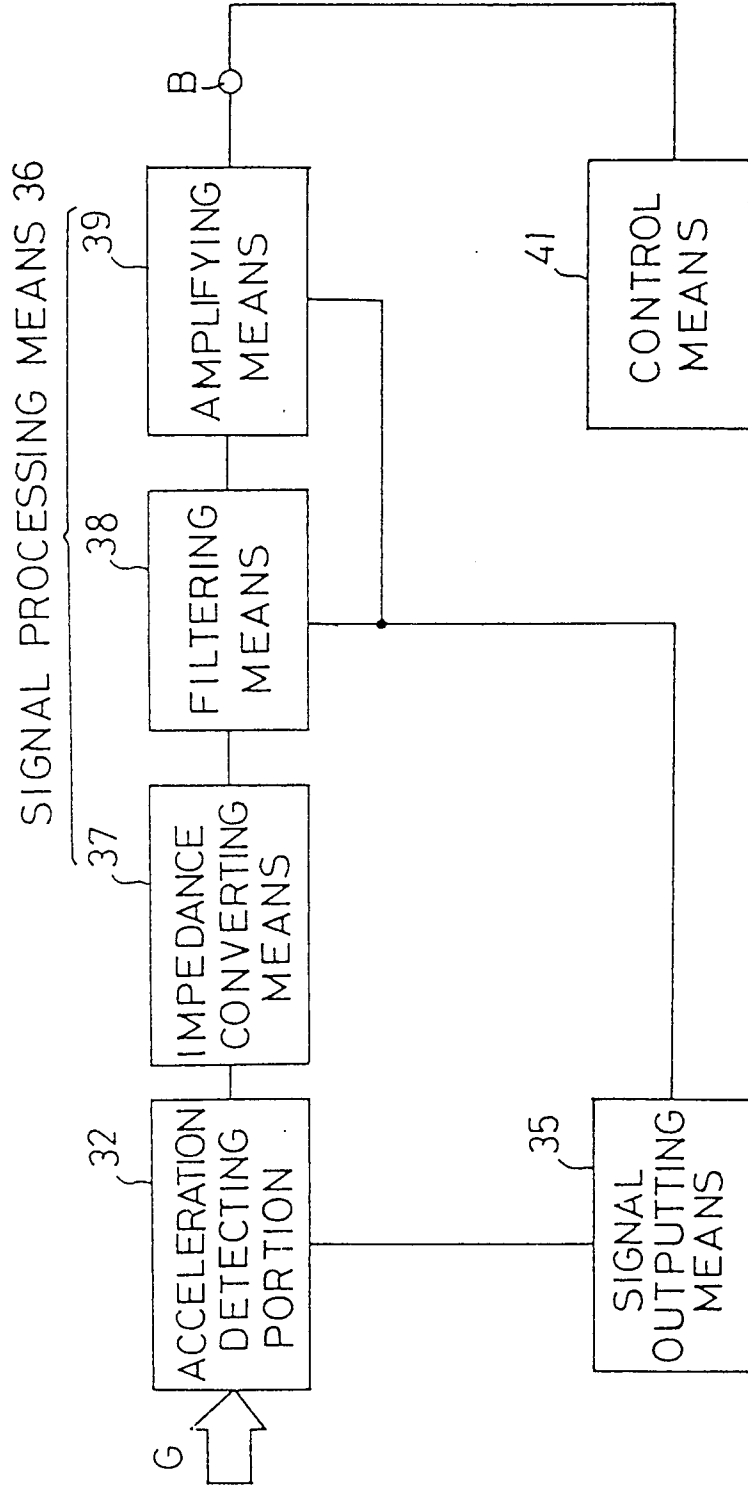 SIGNAL PROCESSING MEANS 36
G
32
ACCELERATION
DETECTING
PORTION
37
IMPEDANCE
CONVERTING
MEANS
38
FILTERING
MEANS
39
AMPLIFYING
MEANS
B
35
SIGNAL
OUTPUTTING
MEANS
41
CONTROL
MEANS